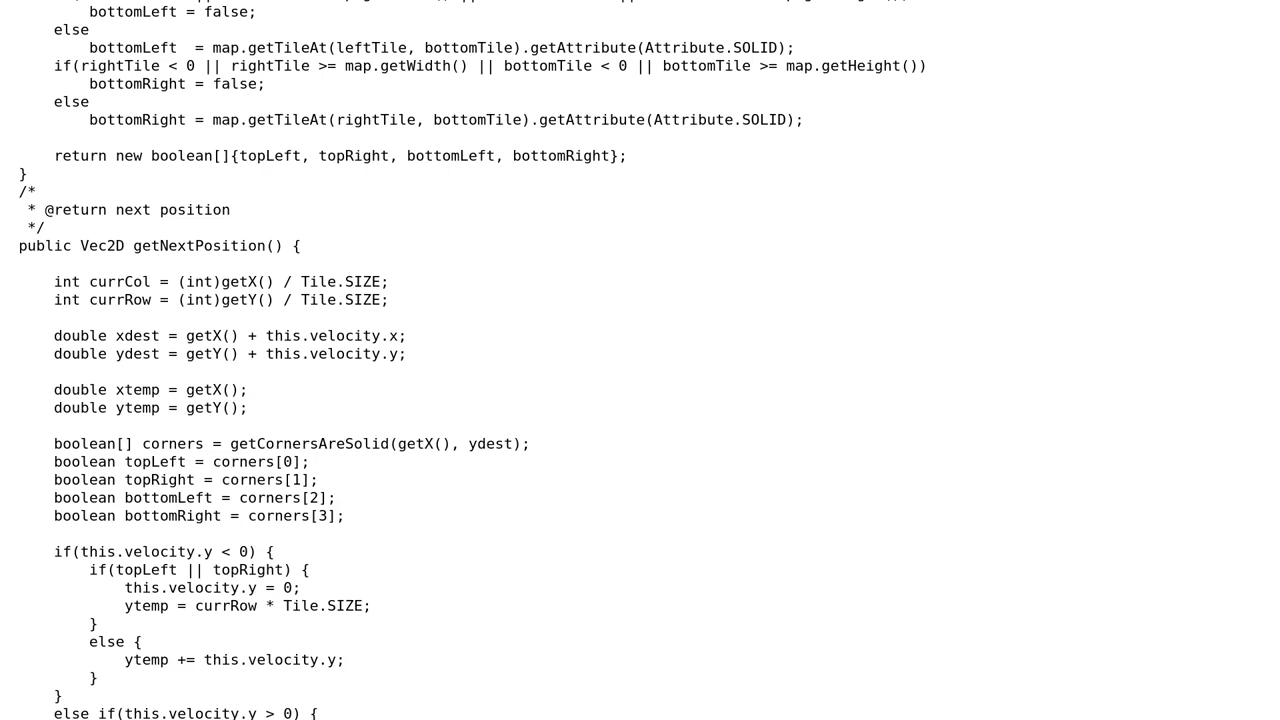 bottomLeft = false;
else
bottomLeft  = map.getTileAt(leftTile, bottomTile).getAttribute(Attribute.SOLID);
if(rightTile < 0 || rightTile >= map.getWidth() || bottomTile < 0 || bottomTile >= map.getHeight())
bottomRight = false;
else
bottomRight = map.getTileAt(rightTile, bottomTile).getAttribute(Attribute.SOLID);
return new boolean[]{topLeft, topRight, bottomLeft, bottomRight};
}
/*
* @return next position
*/
public Vec2D getNextPosition() {
int currCol = (int)getX() / Tile.SIZE;
int currRow = (int)getY() / Tile.SIZE;
double xdest = getX() + this.velocity.x;
double ydest = getY() + this.velocity.y;
double xtemp = getX();
double ytemp = getY();
boolean[] corners = getCornersAreSolid(getX(), ydest);
boolean topLeft = corners[0];
boolean topRight = corners[1];
boolean bottomLeft = corners[2];
boolean bottomRight = corners[3];
if(this.velocity.y < 0) {
if(topLeft || topRight) {
this.velocity.y = 0;
ytemp = currRow * Tile.SIZE;
}
else {
ytemp += this.velocity.y;
}
}
else if(this.velocity.y > 0) {